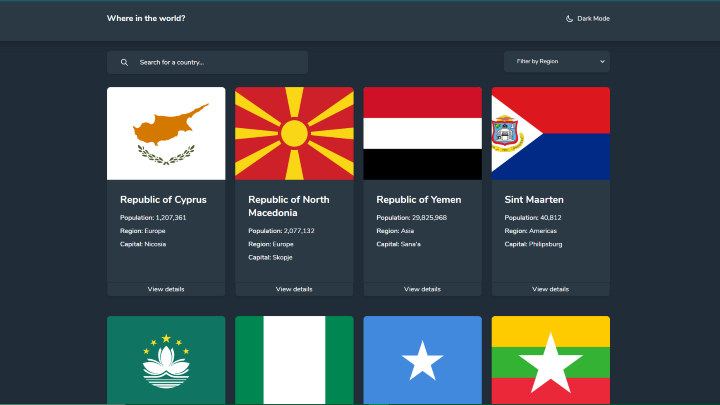 Where in the world?
Dark Mode
Search for a country...
Filter by Region
Republic of Cyprus
Population: 1,207,361
Region: Europe
Capital: Nicosia
View details
Republic of North
Macedonia
Population: 2,077,132
Region: Europe
Capital: Skopje
View details
Republic of Yemen
Population: 29,825,968
Region: Asia
Capital: Sana'a
View details
Sint Maarten
Population: 40,812
Region: Americas
Capital: Philipsburg
View details